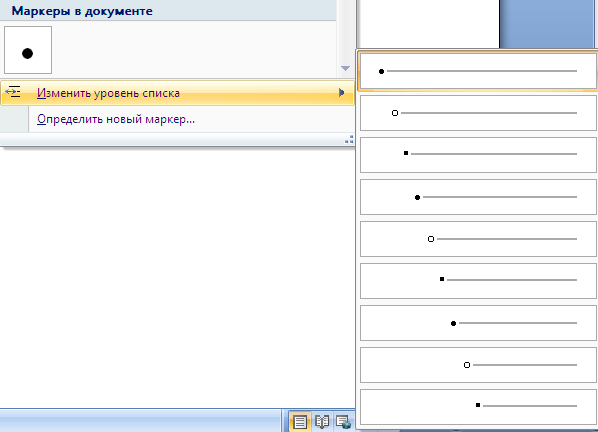 Маркеры в документе
Изменить уровень списка
Определить новый маркер...